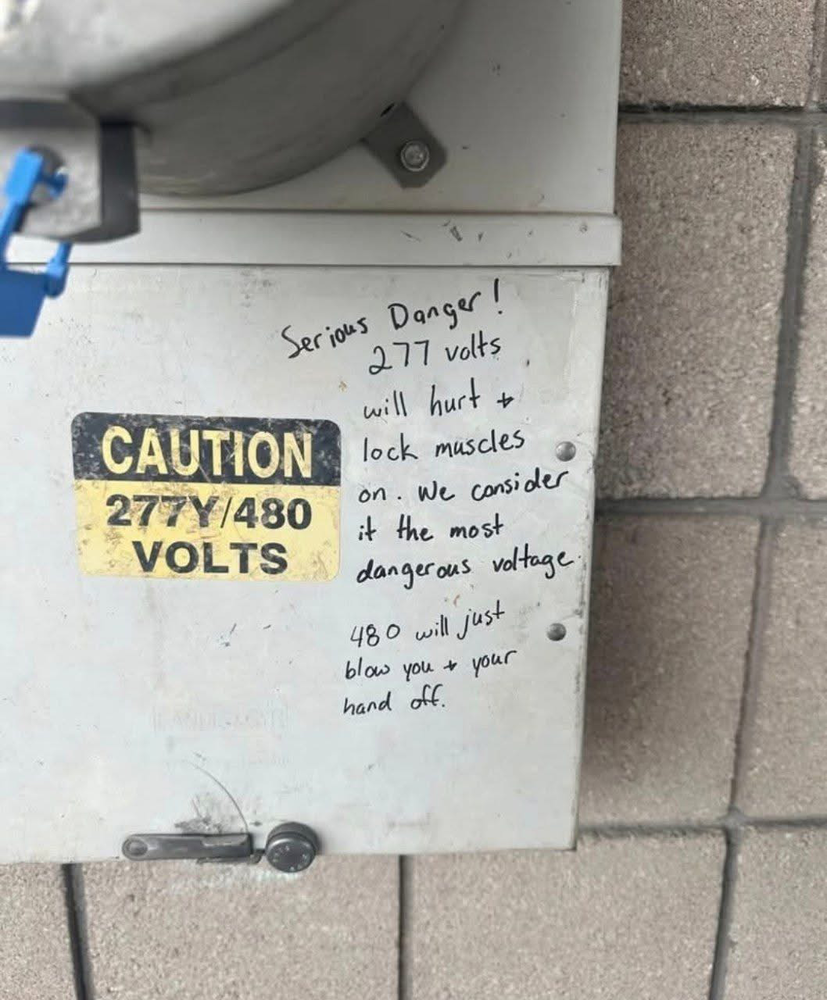 Serious Danger!
277 volts
will hurt +
lock muscles
on. We consider
it the most
dangerous voltage.
CAUTION
277Y/480
VOLTS
480 will just
blow you + your
hand off.